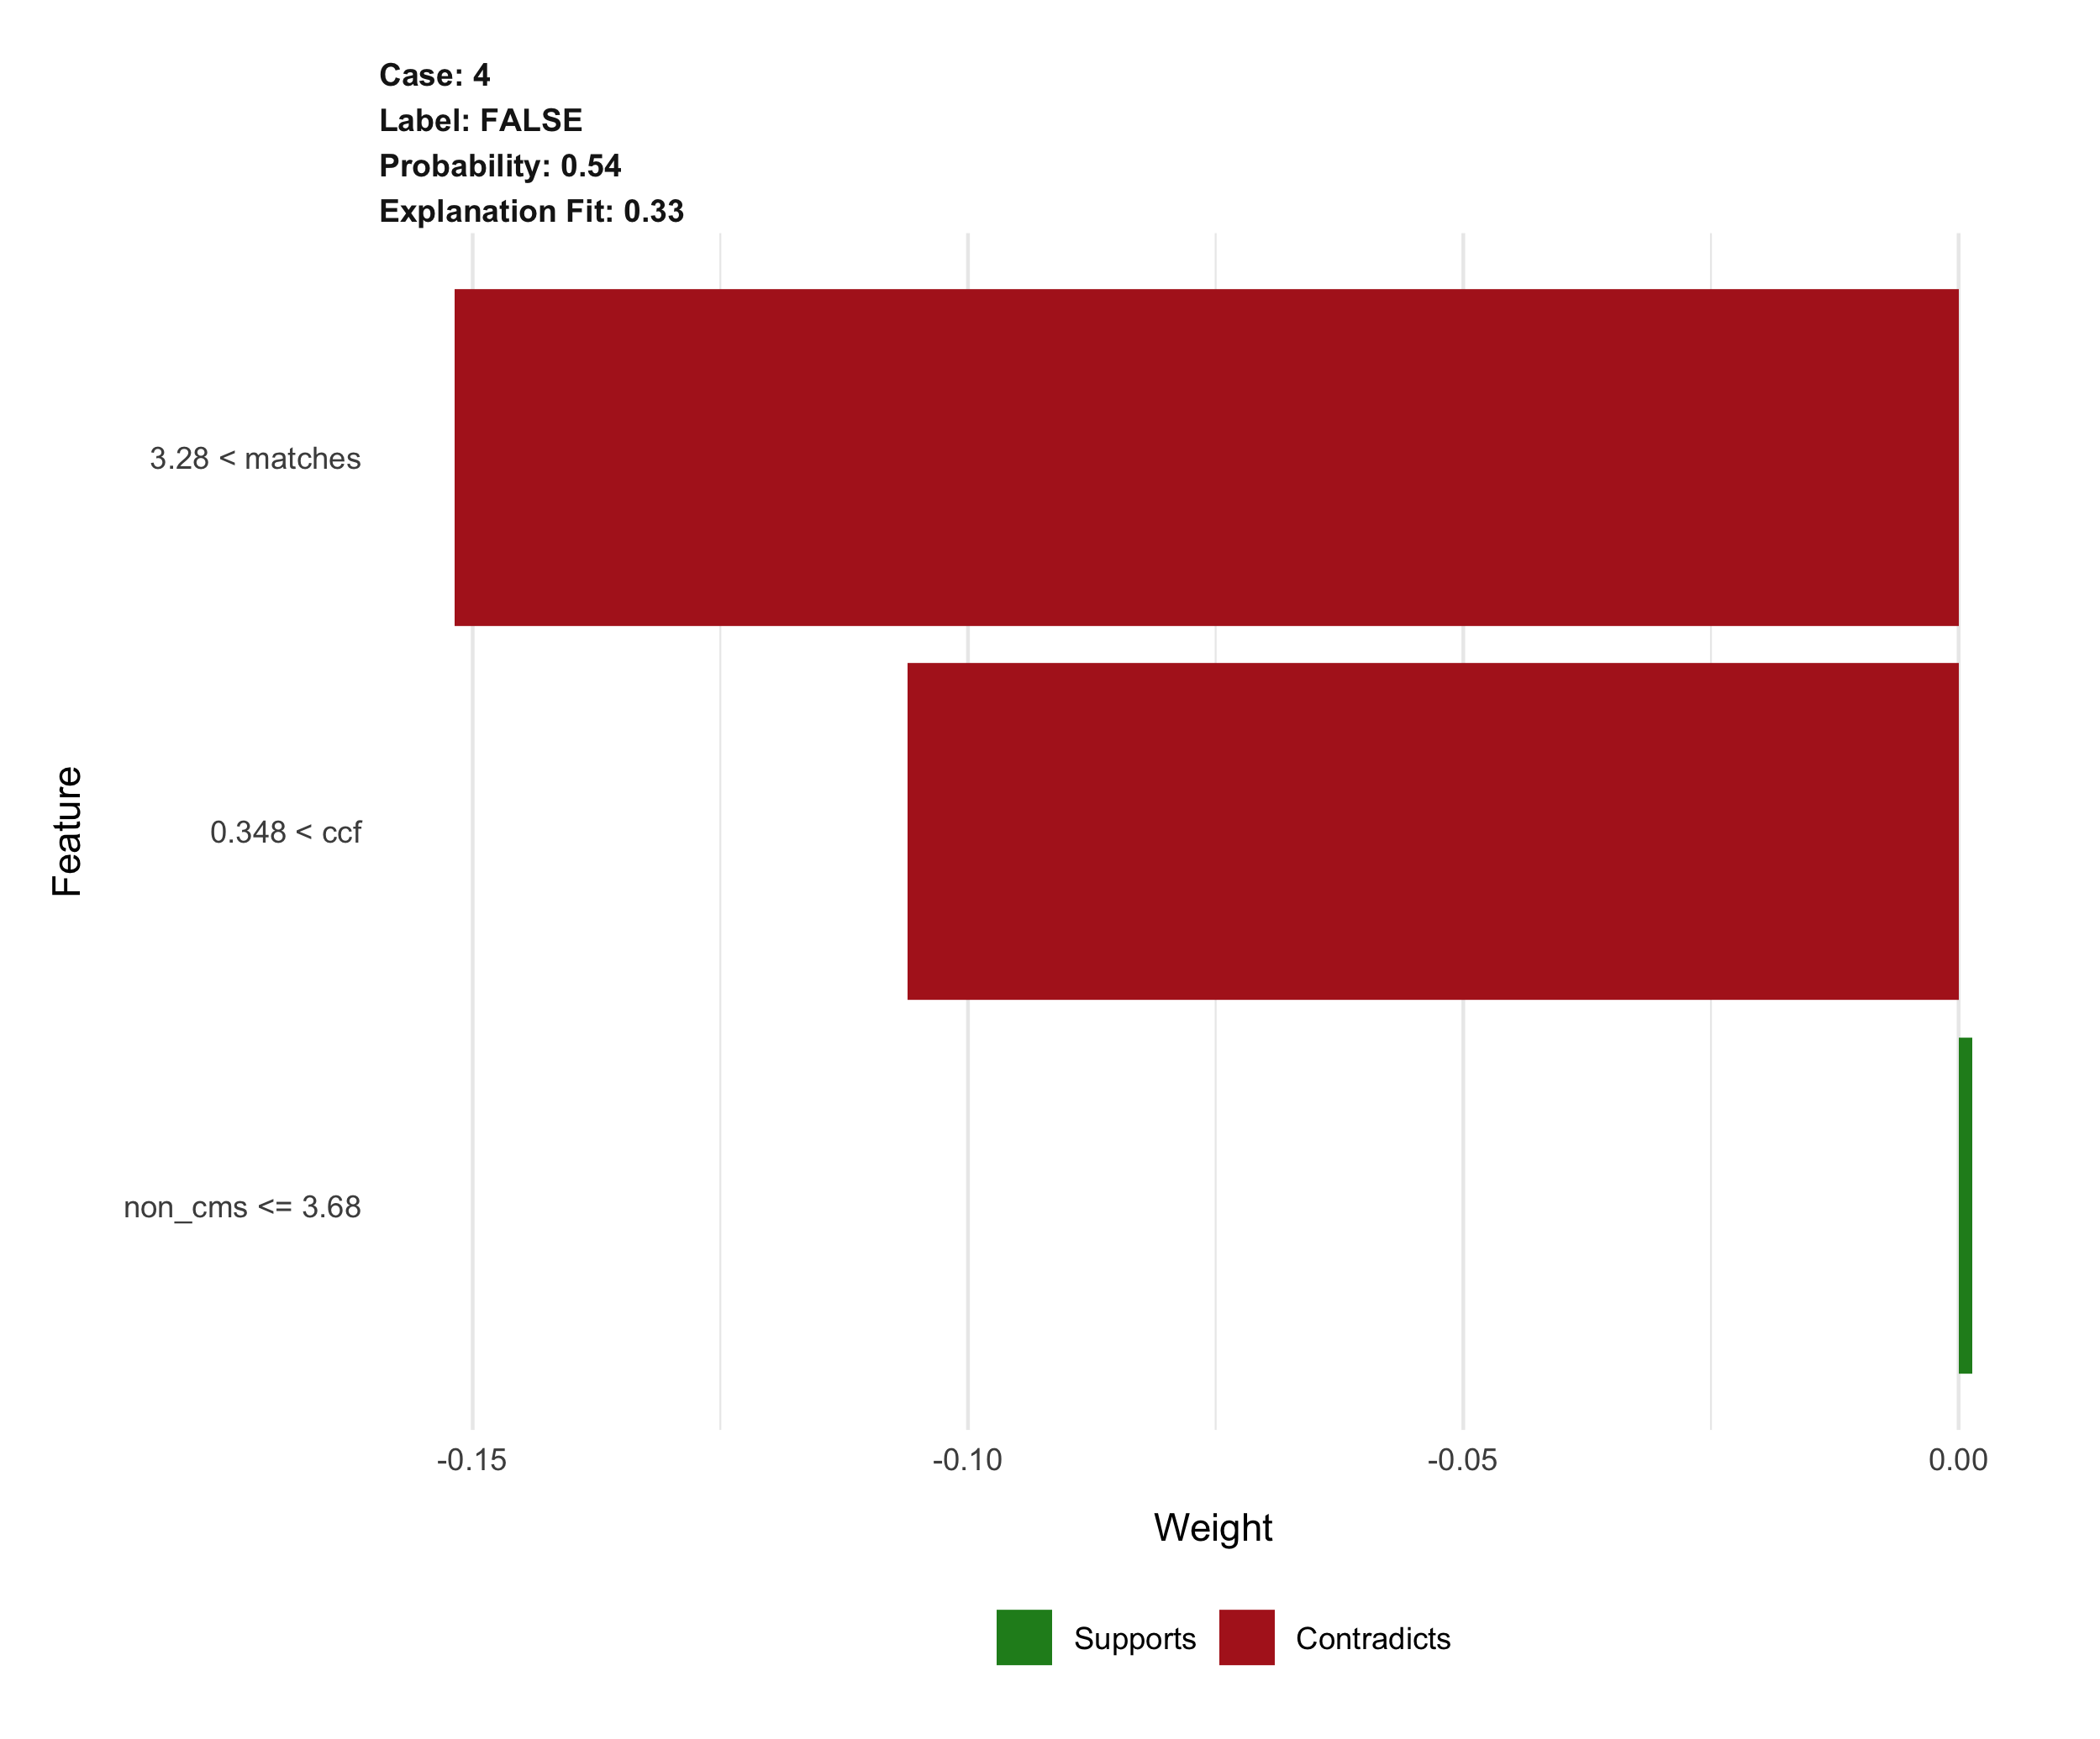 Case: 4
Label: FALSE
Probability: 0.54
Explanation Fit: 0.33
3.28 < matches
0.348 < ccf
non_cms <= 3.68
Feature
-0.15 -0.10 -0.05 0.00
Weight
Supports Contradicts